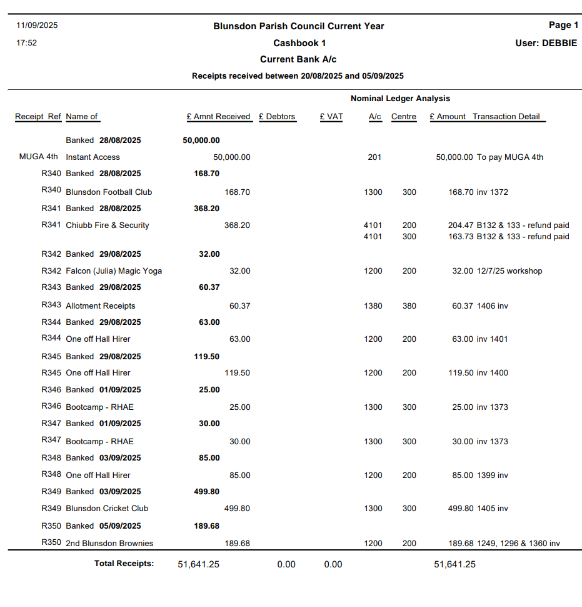 11/09/2025 Blunsdon Parish Council Current Year Page 1
17:52 Cashbook 1 User: DEBBIE
Current Bank A/c
Receipts received between 20/08/2025 and 05/09/2025
Nominal Ledger Analysis
Receipt Ref Name of £ Amnt Received £ Debtors £ VAT A/c Centre £ Amount Transaction Detail
Banked 28/08/2025 50,000.00
MUGA 4th Instant Access 50,000.00 201 50,000.00 To pay MUGA 4th
R340 Banked 28/08/2025 168.70
R340 Blunsdon Football Club 168.70 1300 300 168.70 inv 1372
R341 Banked 28/08/2025 368.20
R341 Chiubb Fire & Security 368.20 4101 200 204.47 B132 & 133 - refund paid
4101 300 163.73 B132 & 133 - refund paid
R342 Banked 29/08/2025 32.00
R342 Falcon (Julia) Magic Yoga 32.00 1200 200 32.00 12/7/25 workshop
R343 Banked 29/08/2025 60.37
R343 Allotment Receipts 60.37 1380 380 60.37 1406 inv
R344 Banked 29/08/2025 63.00
R344 One off Hall Hirer 63.00 1200 200 63.00 inv 1401
R345 Banked 29/08/2025 119.50
R345 One off Hall Hirer 119.50 1200 200 119.50 inv 1400
R346 Banked 01/09/2025 25.00
R346 Bootcamp - RHAE 25.00 1300 300 25.00 inv 1373
R347 Banked 01/09/2025 30.00
R347 Bootcamp - RHAE 30.00 1300 300 30.00 inv 1373
R348 Banked 03/09/2025 85.00
R348 One off Hall Hirer 85.00 1200 200 85.00 1399 inv
R349 Banked 03/09/2025 499.80
R349 Blunsdon Cricket Club 499.80 1300 300 499.80 1405 inv
R350 Banked 05/09/2025 189.68
R350 2nd Blunsdon Brownies 189.68 1200 200 189.68 1249, 1296 & 1360 inv
Total Receipts: 51,641.25 0.00 0.00 51,641.25